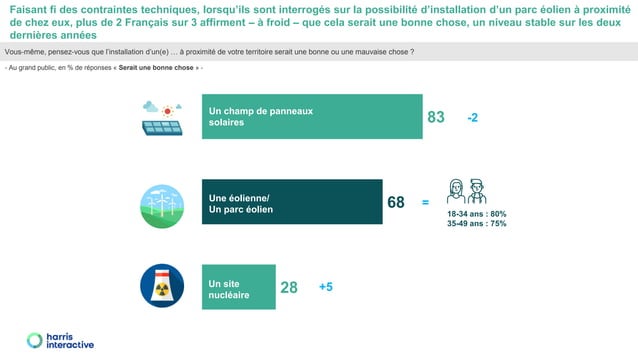 Faisant fi des contraintes techniques, lorsqu'ils sont interrogés sur la possibilité d'installation d'un parc éolien à proximité
de chez eux, plus de 2 Français sur 3 affirment – à froid – que cela serait une bonne chose, un niveau stable sur les deux
dernières années
Vous-même, pensez-vous que l'installation d'un(e) … à proximité de votre territoire serait une bonne ou une mauvaise chose ?
- Au grand public, en % de réponses « Serait une bonne chose » -
Un champ de panneaux
solaires
83 -2
Une éolienne/
Un parc éolien
68 =
18-34 ans : 80%
35-49 ans : 75%
Un site
nucléaire
28 +5
harris
interactive